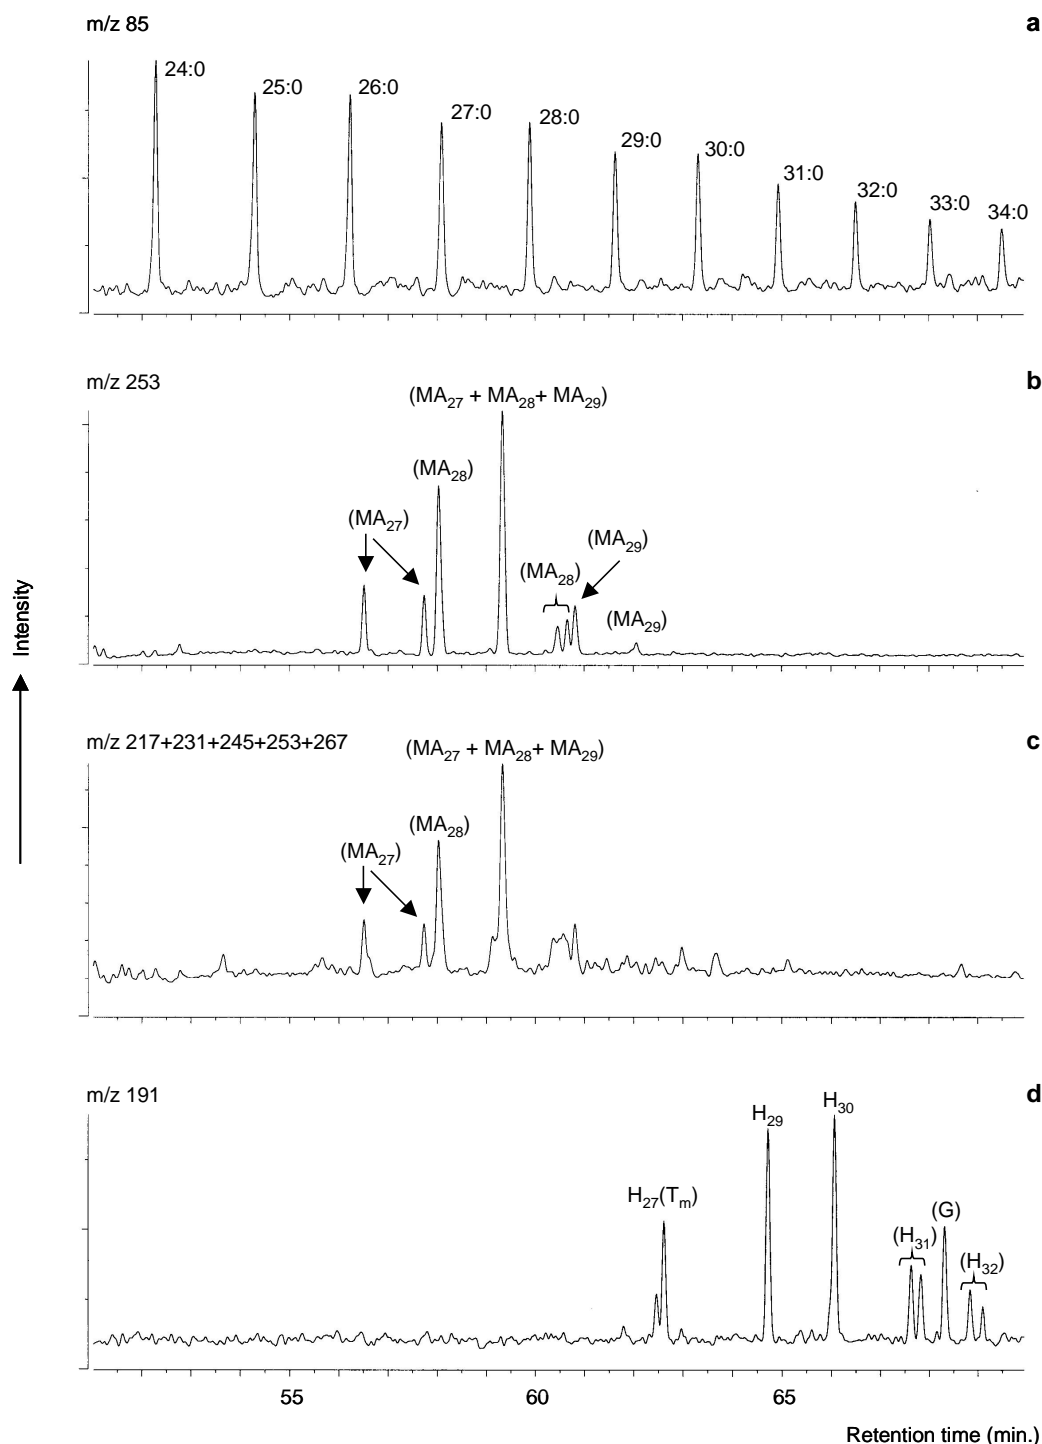 m/z 85 a
24:0 25:0 26:0 27:0 28:0 29:0 30:0 31:0 32:0 33:0 34:0
m/z 253 b
(MA27 + MA28+ MA29)
(MA28)
(MA27)
(MA29)
(MA28)
(MA29)
Intensity
m/z 217+231+245+253+267 c
(MA27 + MA28+ MA29)
(MA28)
(MA27)
m/z 191 d
H30
H29
H27(Tm)
(G)
(H31)
(H32)
55 60 65
Retention time (min.)